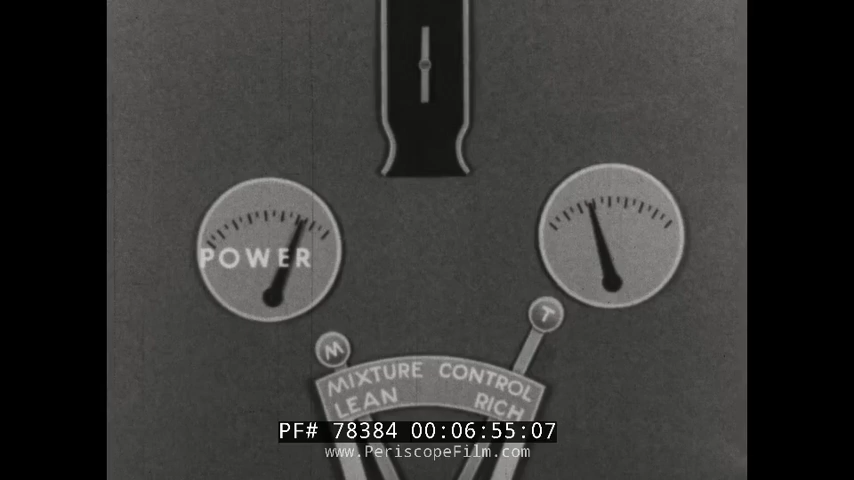 POWER
M
T
MIXTURE CONTROL
LEAN RICH
PF# 78384 00:06:55:07
www.PeriscopeFilm.com